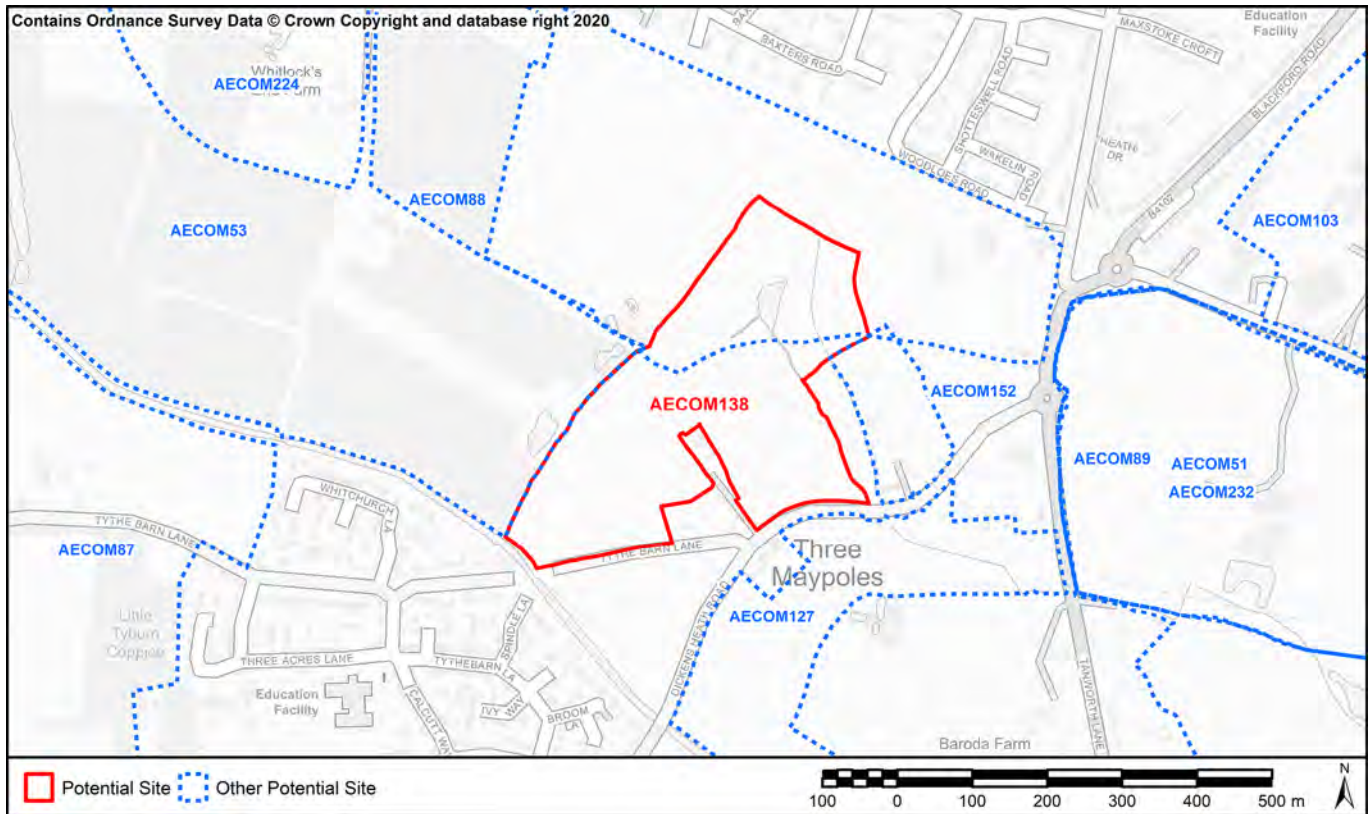 Contains Ordnance Survey Data © Crown Copyright and database right 2020
BAXTERS ROAD
MAXSTOKE CROFT
Education
Facility
Whitlock's
Farm
AECOM224
SHOTTESWELL ROAD
BLACKFORD ROAD
HEATH
DR
WAKELIN
ROAD
WOODLOES ROAD
B4102
AECOM88
AECOM103
AECOM53
AECOM138
AECOM152
AECOM89
AECOM51
AECOM232
WHITCHURCH
LA
TYTHE BARN LANE
TYTHE BARN LANE
AECOM87
Three
Maypoles
AECOM127
Little
Tyburn
Coppice
DICKENS HEATH ROAD
SPINDLE LA
THREE ACRES LANE
TYTHEBARN
LA
Education
Facility
CALCUTT WAY
IVY WAY
BROOM
LA
TANWORTH LANE
Baroda Farm
Potential Site
Other Potential Site
100 0 100 200 300 400 500 m
N